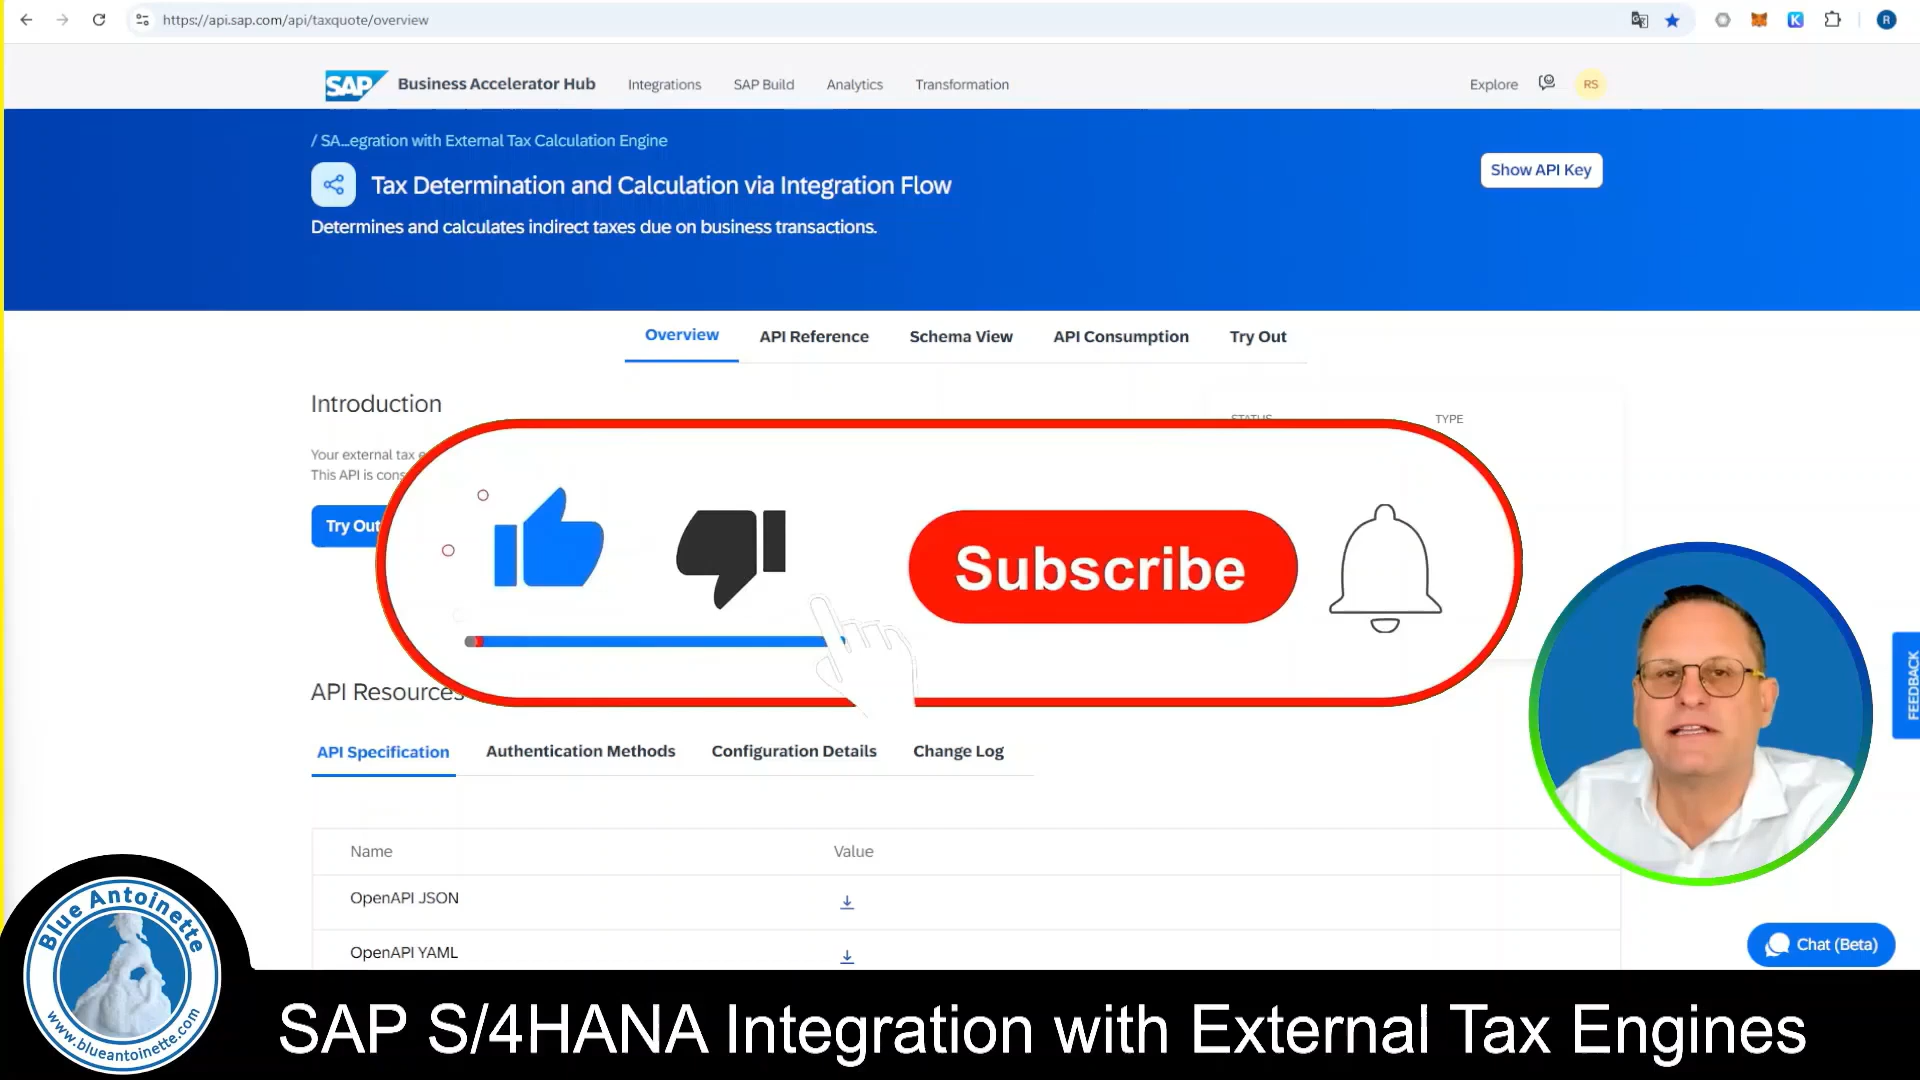 https://api.sap.com/api/taxquote/overview
R
SAP Business Accelerator Hub Integrations SAP Build Analytics Transformation Explore RS
/ SA...egration with External Tax Calculation Engine
Show API Key
Tax Determination and Calculation via Integration Flow
Determines and calculates indirect taxes due on business transactions.
Overview API Reference Schema View API Consumption Try Out
Introduction
STATUS TYPE
Your external tax
This API is cons
Try Out
Subscribe
FEEDBACK
API Resources
API Specification Authentication Methods Configuration Details Change Log
Name Value
OpenAPI JSON
OpenAPI YAML
Chat (Beta)
Blue Antoinette
www.blueantoinette.com
SAP S/4HANA Integration with External Tax Engines